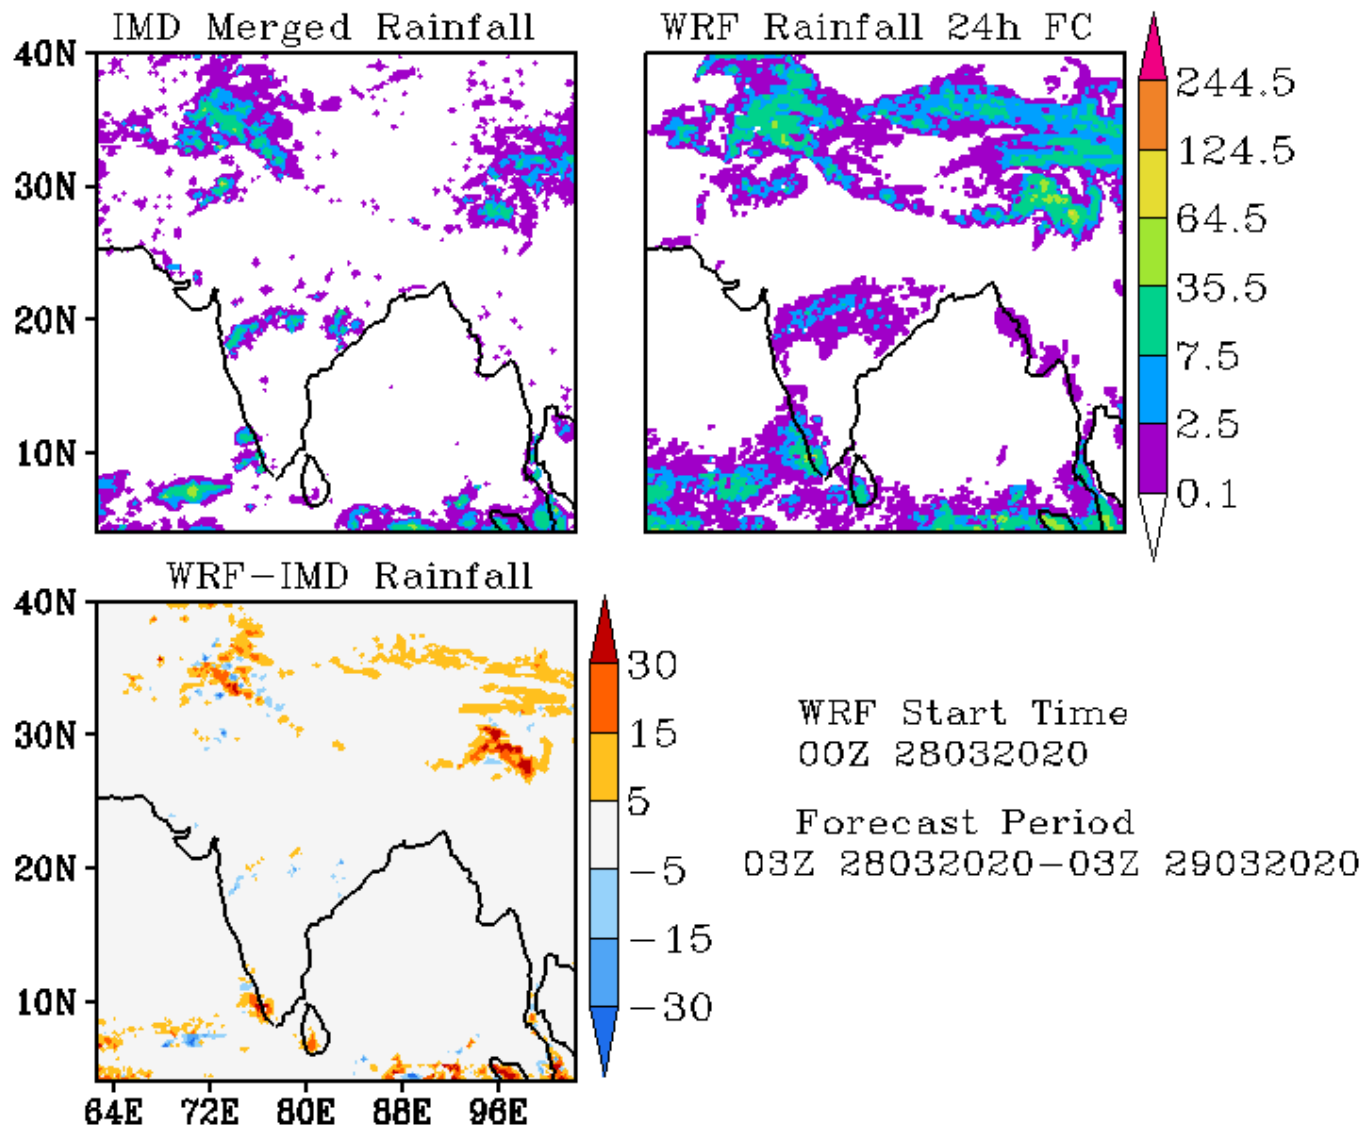 IMD Merged Rainfall
WRF Rainfall 24h FC
40N
30N
20N
10N
244.5
124.5
64.5
35.5
7.5
2.5
0.1
WRF-IMD Rainfall
40N
30N
20N
10N
64E 72E 80E 88E 96E
30
15
5
-5
-15
-30
WRF Start Time
00Z 28032020
Forecast Period
03Z 28032020-03Z 29032020